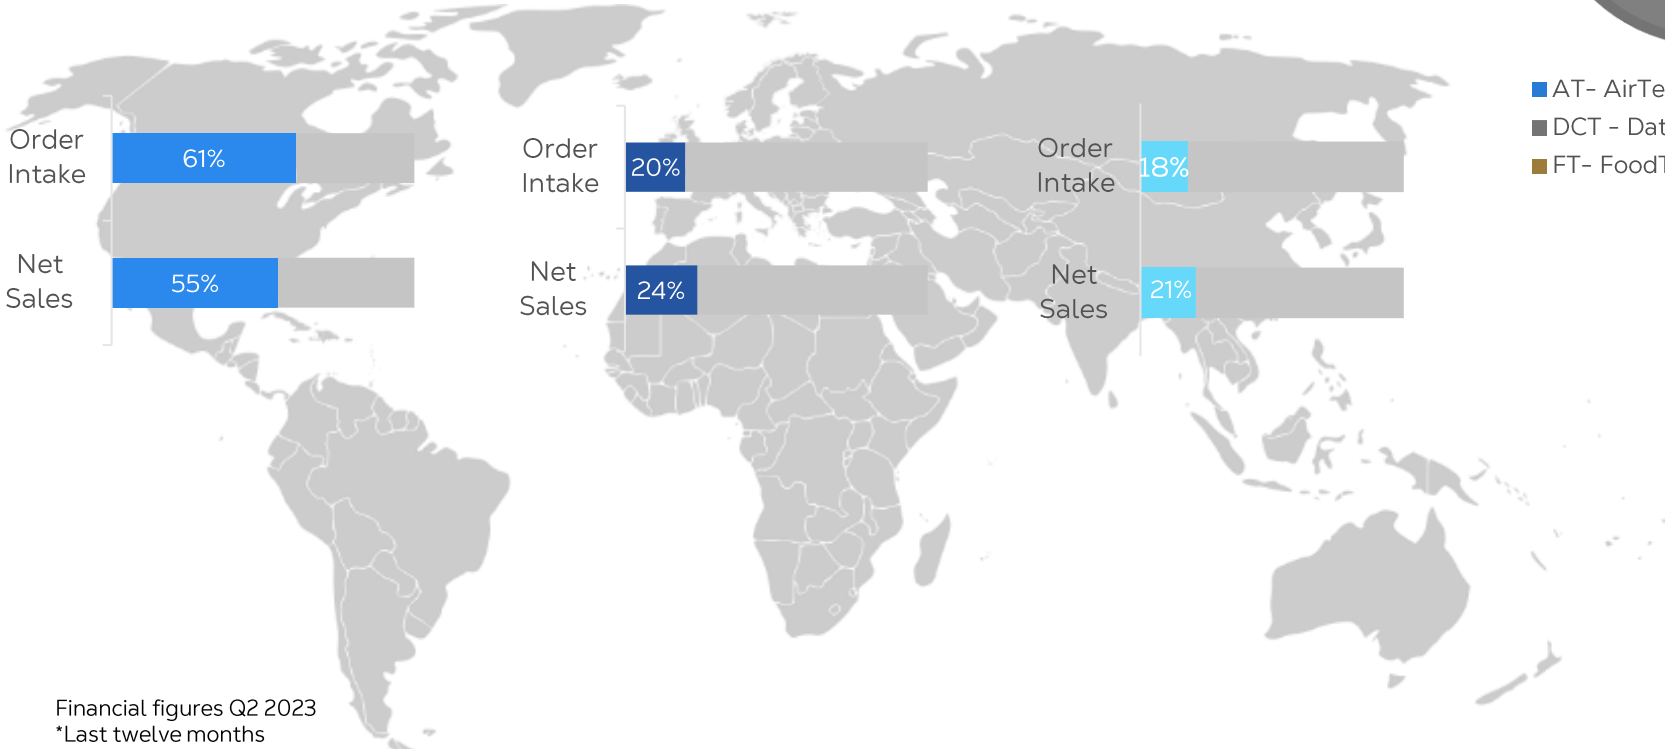 Order
Intake
61%
Net
Sales
55%
Order
Intake
20%
Net
Sales
24%
Order
Intake
18%
Net
Sales
21%
AT- AirTe
DCT - Dat
FT- FoodT
Financial figures Q2 2023
*Last twelve months